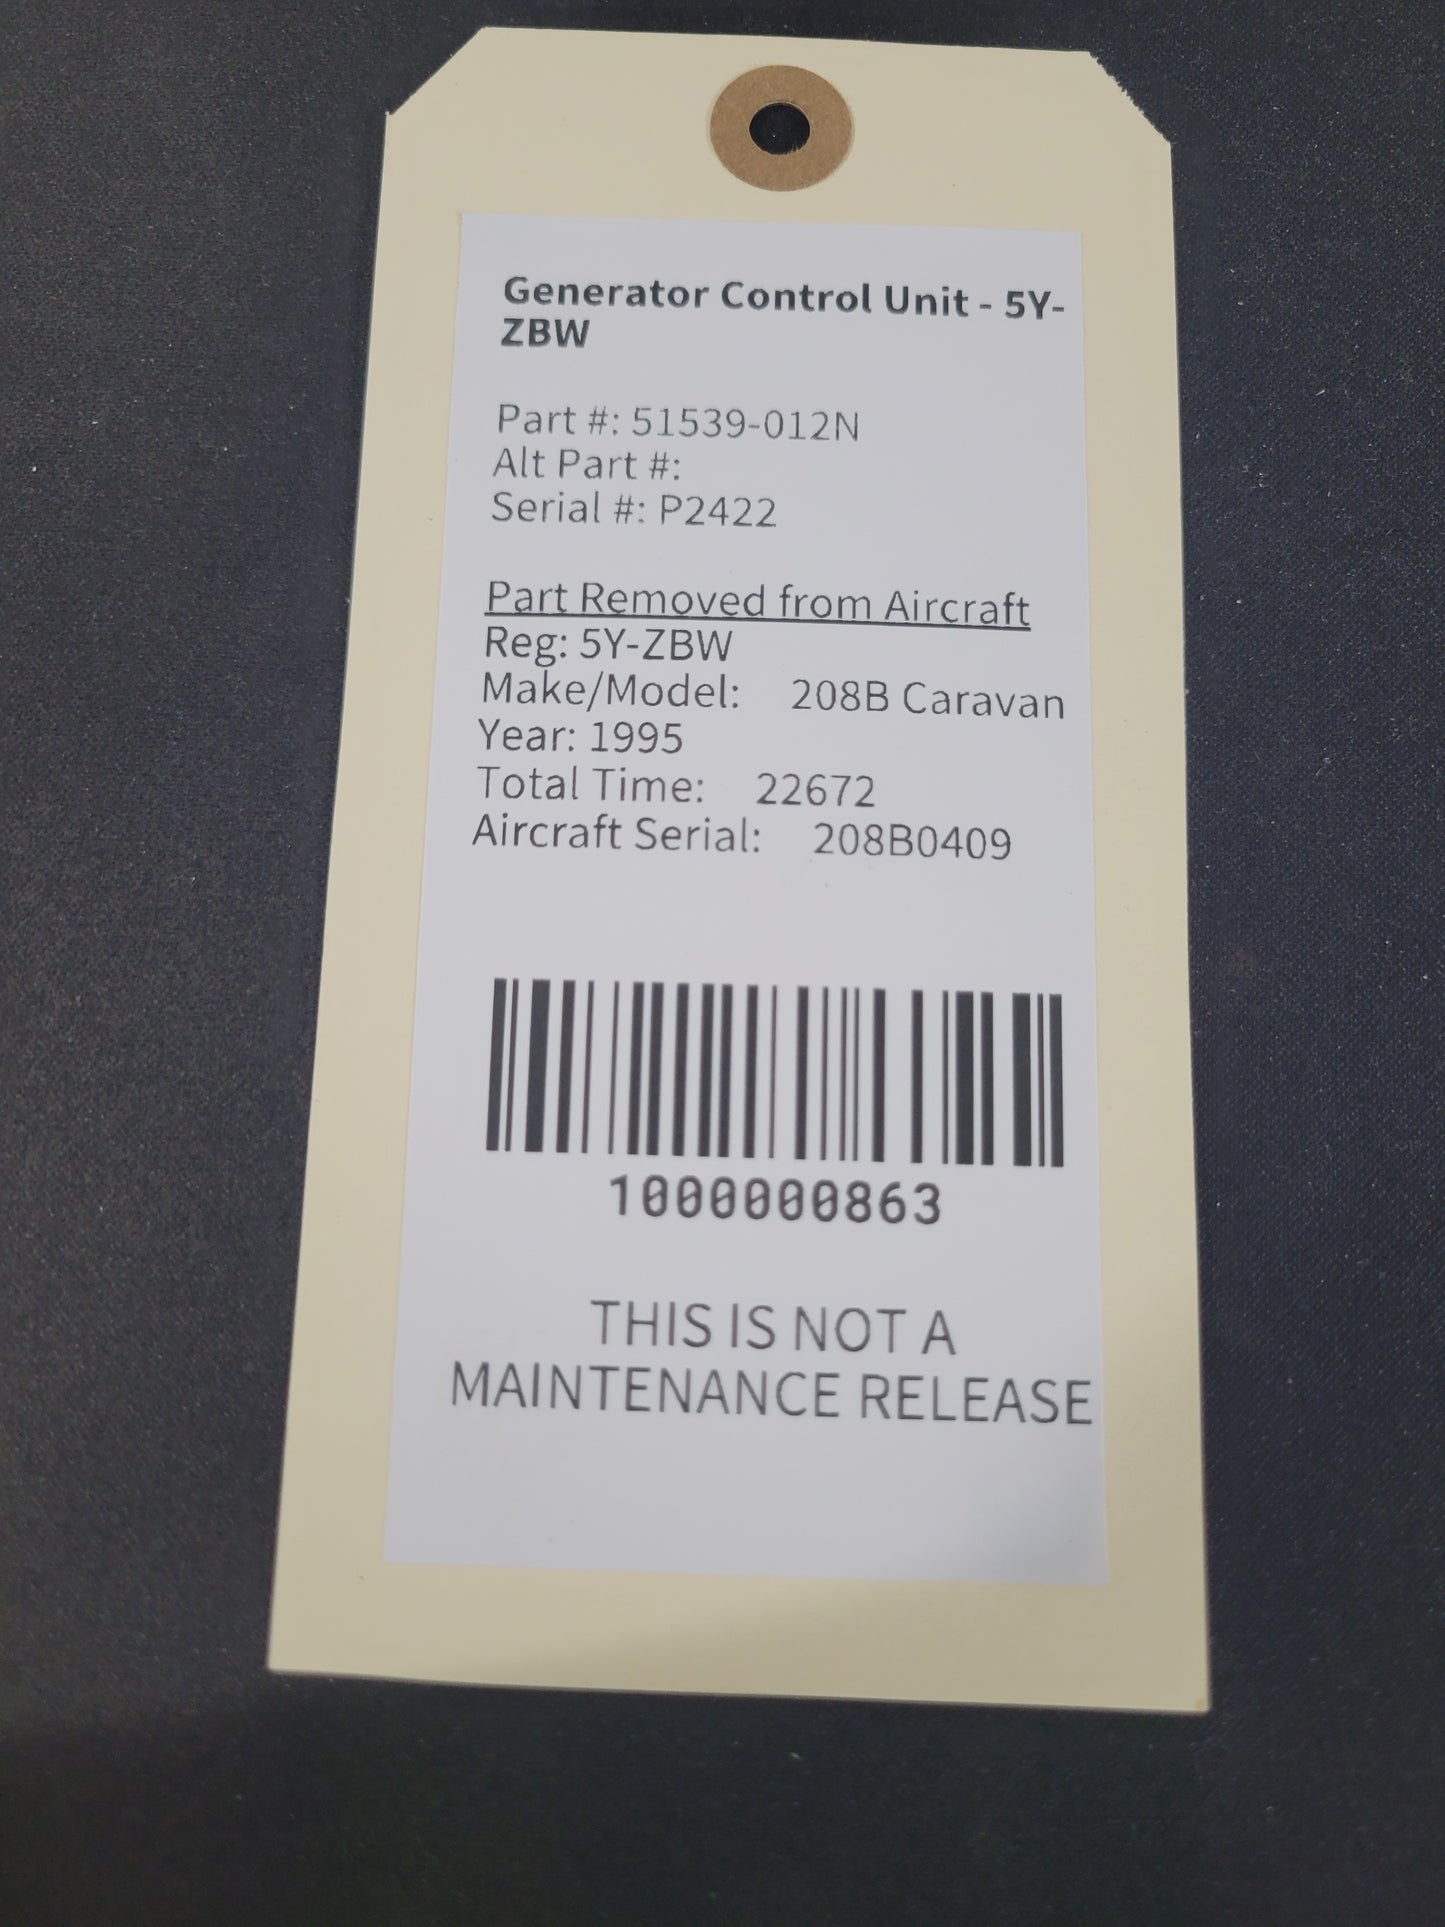 Generator Control Unit - 5Y-
ZBW
Part #: 51539-012N
Alt Part #:
Serial #: P2422
Part Removed from Aircraft
Reg: 5Y-ZBW
Make/Model: 208B Caravan
Year: 1995
Total Time: 22672
Aircraft Serial: 208B0409
1000000863
THIS IS NOT A
MAINTENANCE RELEASE